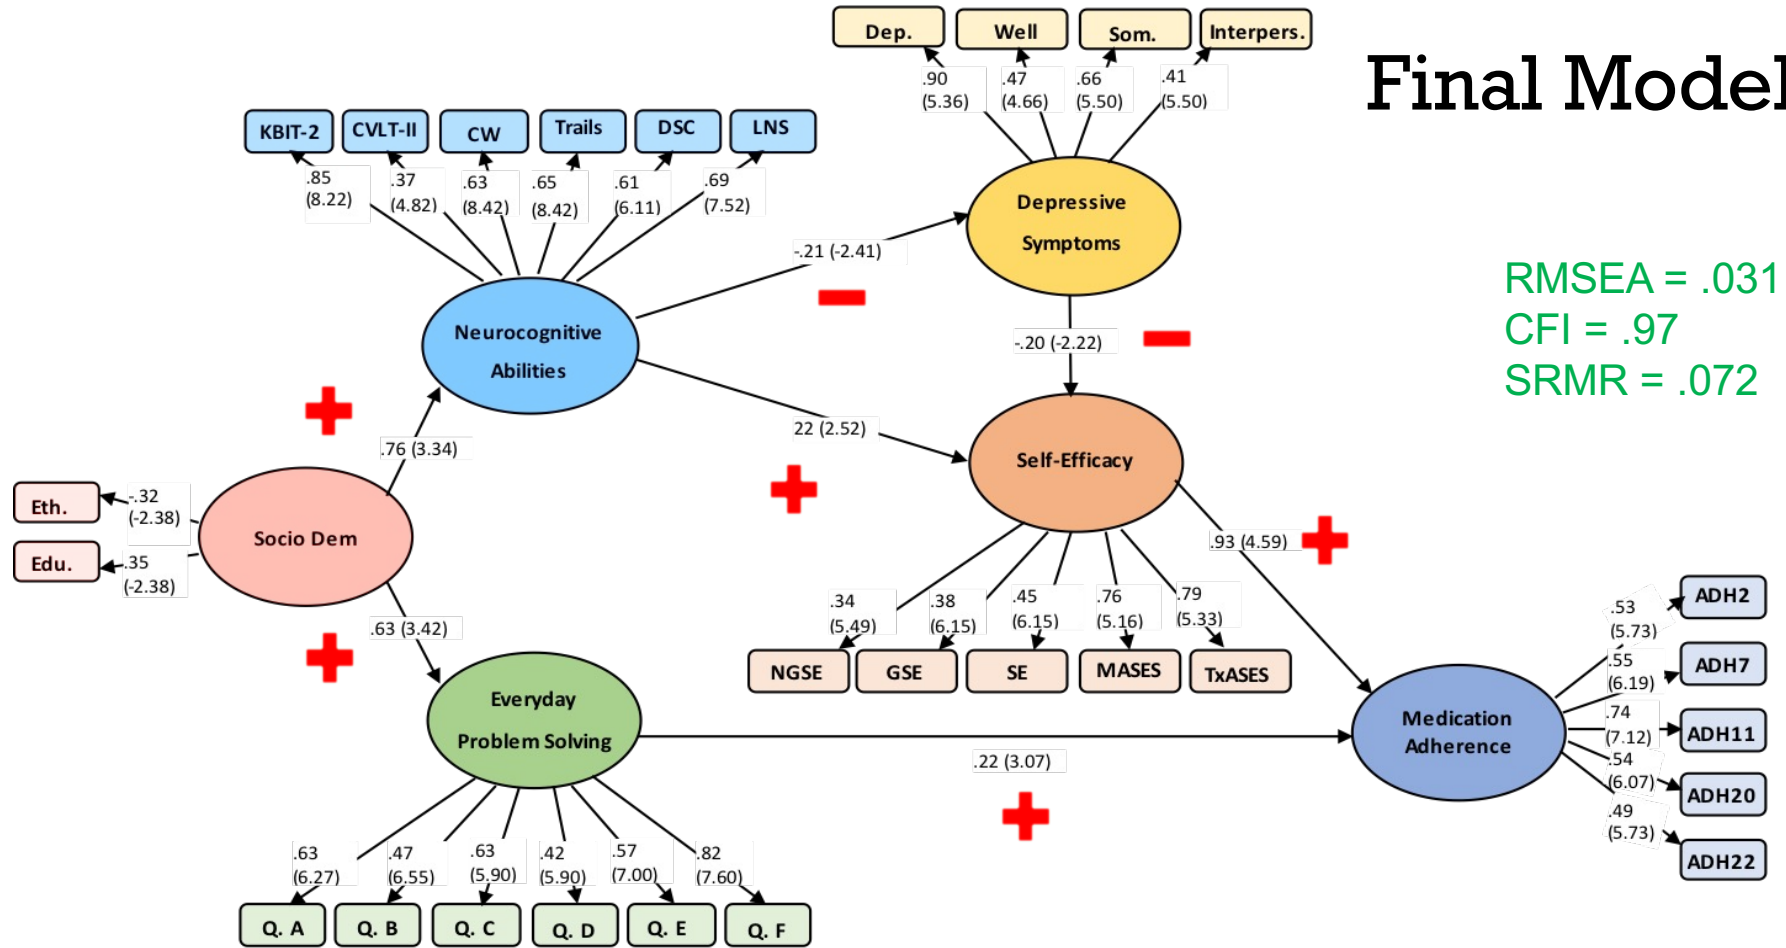 Final Model
RMSEA = .031
CFI = .97
SRMR = .072
Dep.
Well
Som.
Interpers.
.90
(5.36)
.47
(4.66)
.66
(5.50)
.41
(5.50)
Depressive
Symptoms
KBIT-2
CVLT-II
CW
Trails
DSC
LNS
.85
(8.22)
.37
(4.82)
.63
(8.42)
.65
(8.42)
.61
(6.11)
.69
(7.52)
Neurocognitive
Abilities
-.21 (-2.41)
-.20 (-2.22)
22 (2.52)
.76 (3.34)
Eth.
Edu.
-.32
(-2.38)
.35
(-2.38)
Socio Dem
.63 (3.42)
Self-Efficacy
.93 (4.59)
.34
(5.49)
.38
(6.15)
.45
(6.15)
.76
(5.16)
.79
(5.33)
NGSE
GSE
SE
MASES
TxASES
Everyday
Problem Solving
.22 (3.07)
Medication
Adherence
.53
(5.73)
.55
(6.19)
.74
(7.12)
.54
(6.07)
.49
(5.73)
ADH2
ADH7
ADH11
ADH20
ADH22
.63
(6.27)
.47
(6.55)
.63
(5.90)
.42
(5.90)
.57
(7.00)
.82
(7.60)
Q. A
Q. B
Q. C
Q. D
Q. E
Q. F